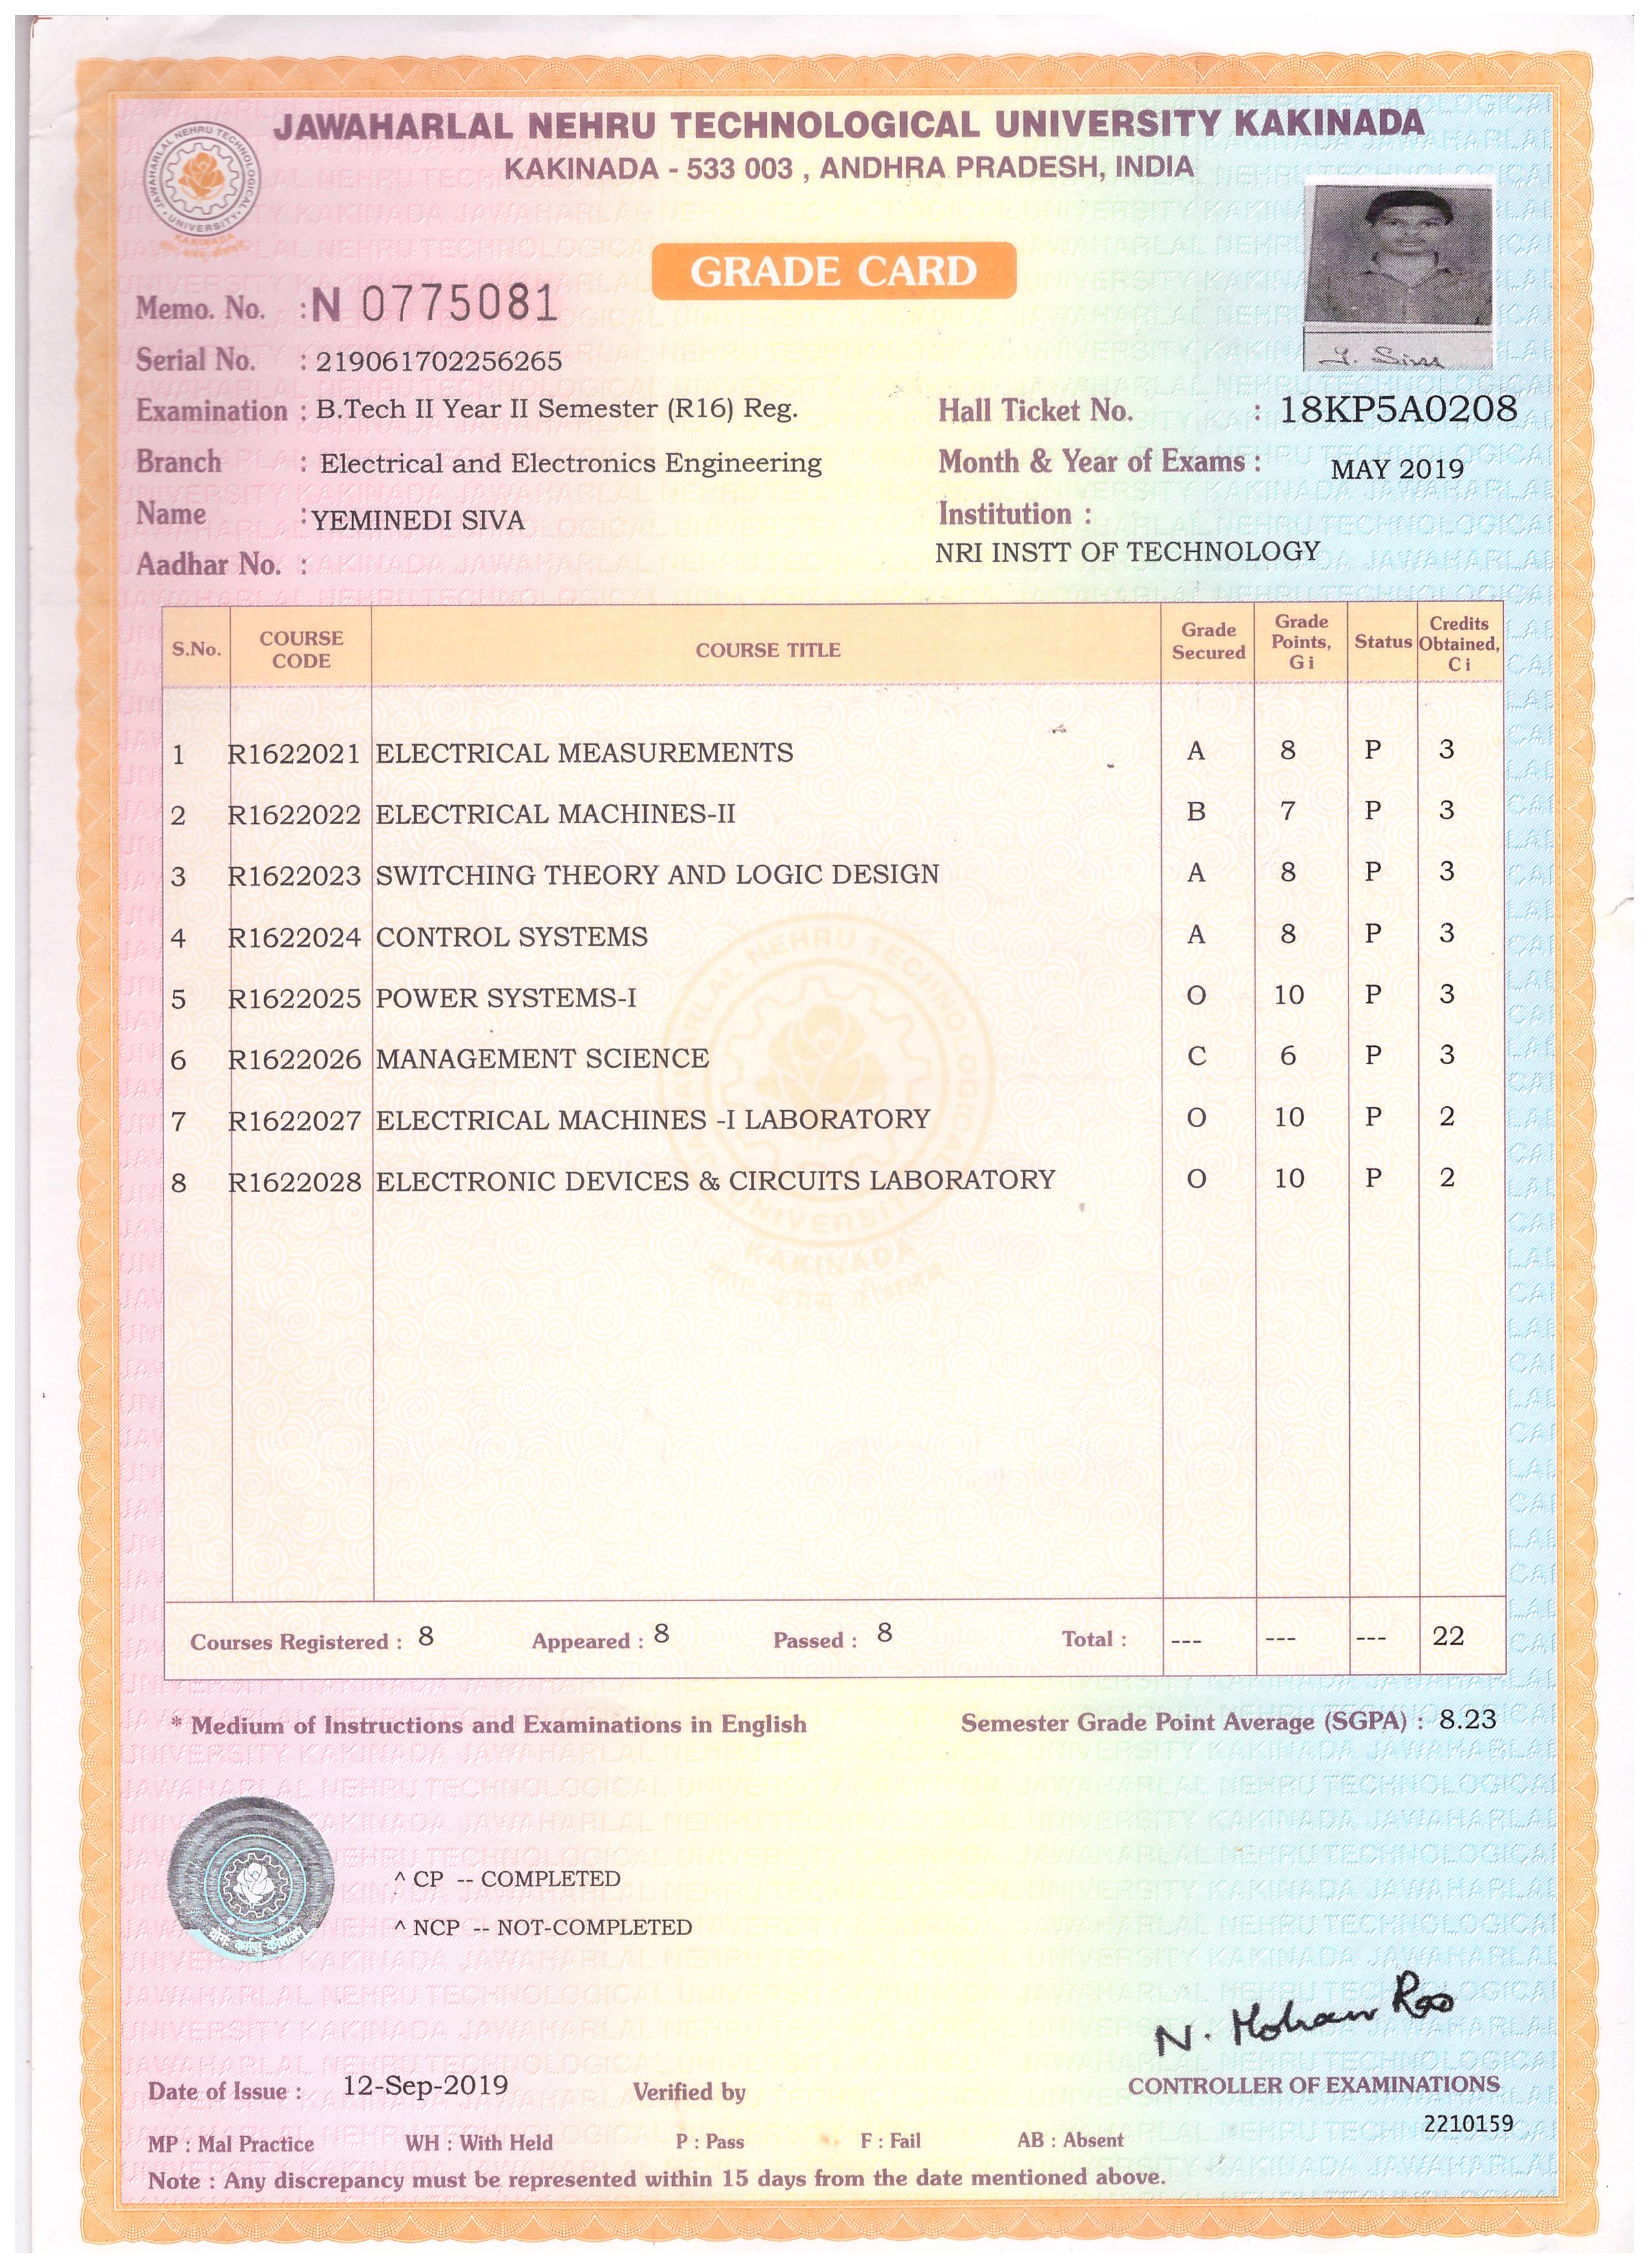 JAWAHARLAL NEHRU TECHNOLOGICAL UNIVERSITY KAKINADA
KAKINADA - 533 003 , ANDHRA PRADESH, INDIA
GRADE CARD
Memo. No. : N 0775081
Y. Siva
Serial No. : 219061702256265
Examination : B.Tech II Year II Semester (R16) Reg. Hall Ticket No. : 18KP5A0208
Branch : Electrical and Electronics Engineering Month & Year of Exams : MAY 2019
Name : YEMINEDI SIVA Institution :
NRI INSTT OF TECHNOLOGY
Aadhar No. :
S.No. COURSE CODE COURSE TITLE Grade Secured Grade Points, G i Status Credits Obtained, C i
1 R1622021 ELECTRICAL MEASUREMENTS A 8 P 3
2 R1622022 ELECTRICAL MACHINES-II B 7 P 3
3 R1622023 SWITCHING THEORY AND LOGIC DESIGN A 8 P 3
4 R1622024 CONTROL SYSTEMS A 8 P 3
5 R1622025 POWER SYSTEMS-I O 10 P 3
6 R1622026 MANAGEMENT SCIENCE C 6 P 3
7 R1622027 ELECTRICAL MACHINES -I LABORATORY O 10 P 2
8 R1622028 ELECTRONIC DEVICES & CIRCUITS LABORATORY O 10 P 2
Courses Registered : 8 Appeared : 8 Passed : 8 Total : --- --- --- 22
* Medium of Instructions and Examinations in English Semester Grade Point Average (SGPA) : 8.23
^ CP -- COMPLETED
^ NCP -- NOT-COMPLETED
N. Mohan Rao
Date of Issue : 12-Sep-2019 Verified by CONTROLLER OF EXAMINATIONS
2210159
MP : Mal Practice WH : With Held P : Pass F : Fail AB : Absent
Note : Any discrepancy must be represented within 15 days from the date mentioned above.